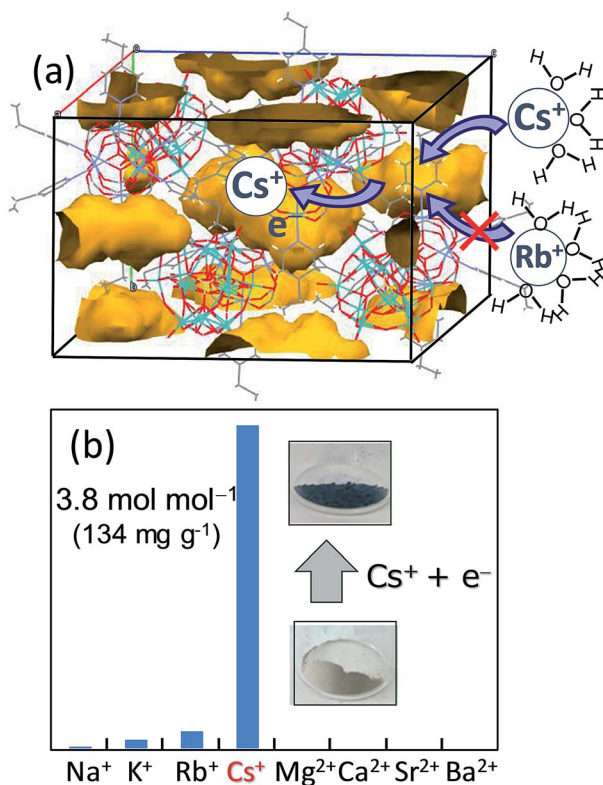 (a)
o
c
a
b
Cs⁺
H O H
H O H
H O H
Cs⁺
e
Rb⁺
H O H
H O H
H O H
H O H
(b)
3.8 mol mol⁻¹
(134 mg g⁻¹)
Cs⁺ + e⁻
Na⁺ K⁺ Rb⁺ Cs⁺ Mg²⁺ Ca²⁺ Sr²⁺ Ba²⁺